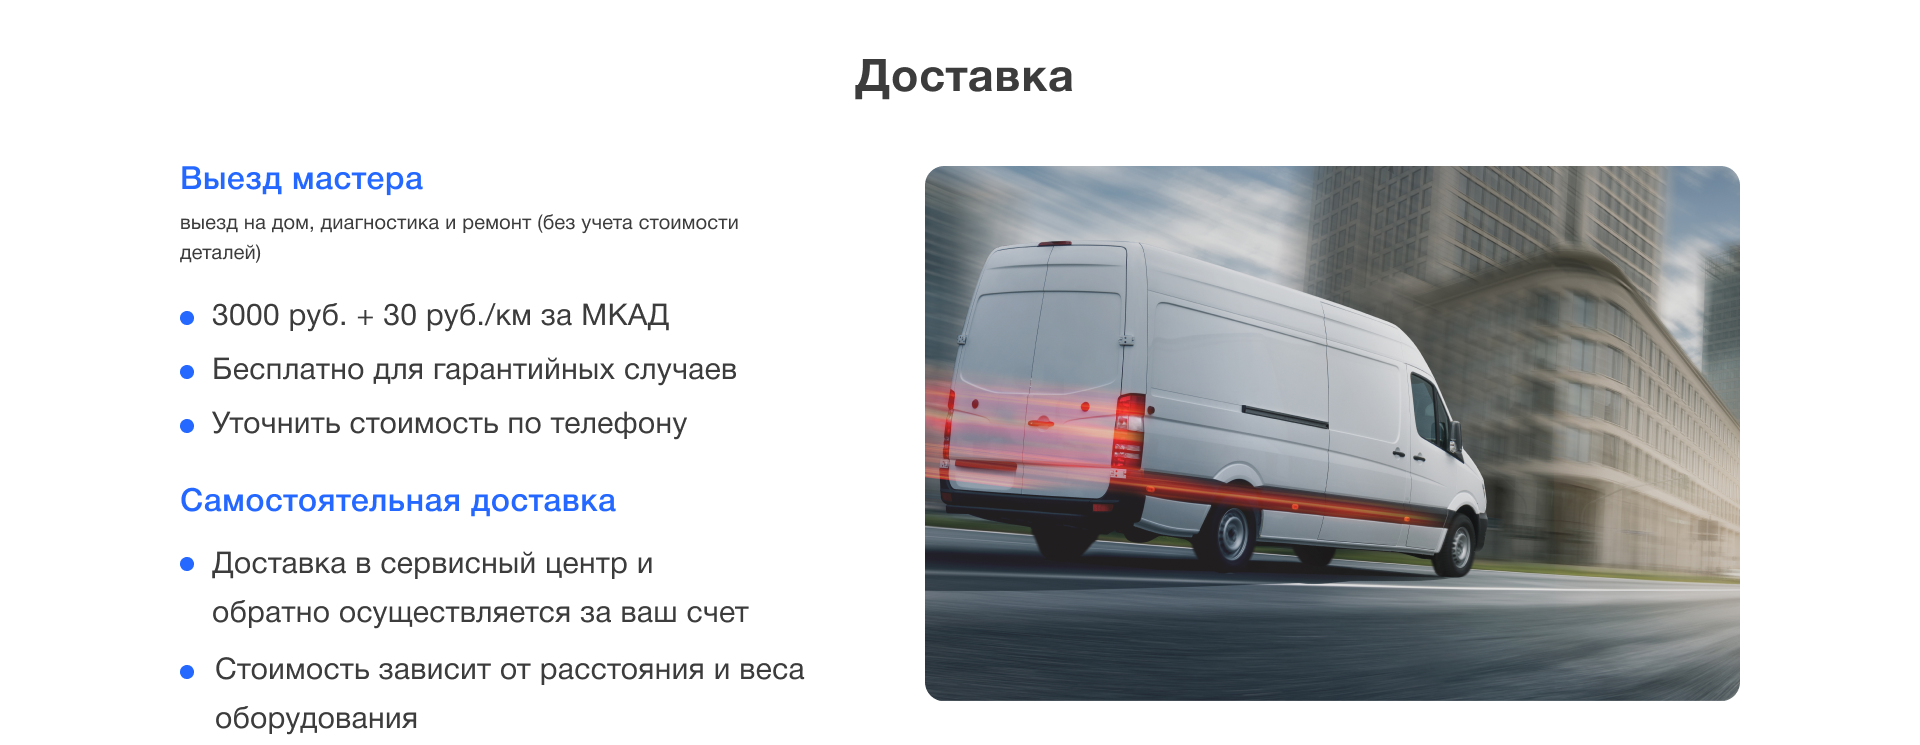 Доставка
Выезд мастера
выезд на дом, диагностика и ремонт (без учета стоимости
деталей)
3000 руб. + 30 руб./км за МКАД
Бесплатно для гарантийных случаев
Уточнить стоимость по телефону
Самостоятельная доставка
Доставка в сервисный центр и
обратно осуществляется за ваш счет
Стоимость зависит от расстояния и веса
оборудования